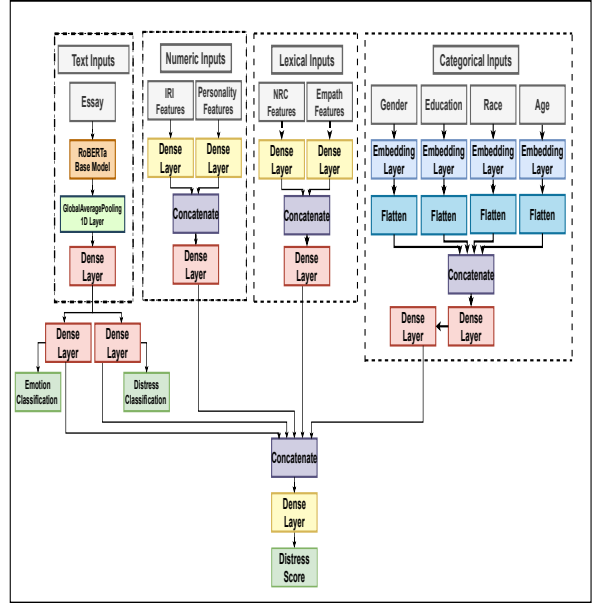 Text Inputs
Numeric Inputs
Lexical Inputs
Categorical Inputs
Essay
IRI
Features
Personality
Features
NRC
Features
Empath
Features
Gender
Education
Race
Age
RoBERTa
Base Model
Dense
Layer
Dense
Layer
Dense
Layer
Dense
Layer
Embedding
Layer
Embedding
Layer
Embedding
Layer
Embedding
Layer
GlobalAveragePooling
1D Layer
Concatenate
Concatenate
Flatten
Flatten
Flatten
Flatten
Dense
Layer
Dense
Layer
Dense
Layer
Concatenate
Dense
Layer
Dense
Layer
Dense
Layer
Dense
Layer
Emotion
Classification
Distress
Classification
Concatenate
Dense
Layer
Distress
Score